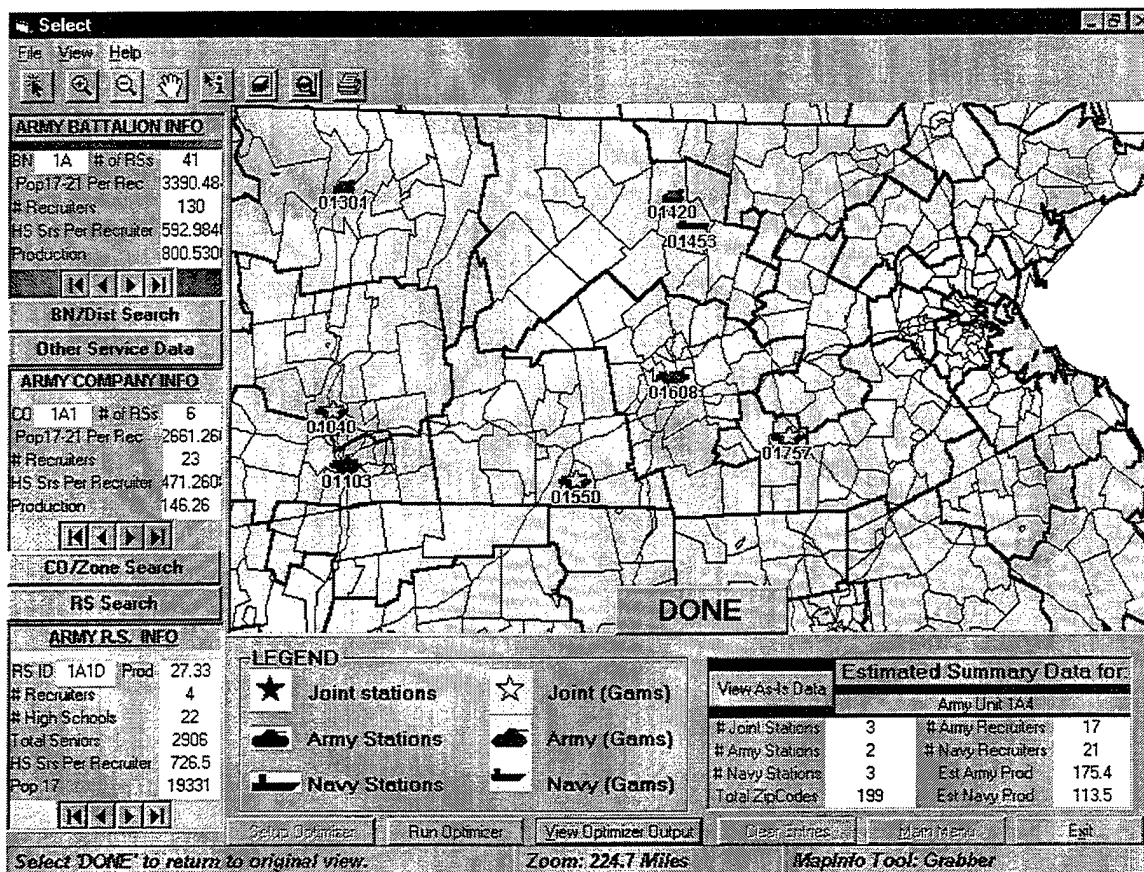 Select
File View Help
ARMY BATTALION INFO
BN 1A # of RSs 41
Pop17-21 Per Rec 3390.48
# Recruiters 130
HS Srs Per Recruiter 592.984
Production 800.530
BN/Dist Search
Other Service Data
ARMY COMPANY INFO
CO 1A1 # of RSs 6
Pop17-21 Per Rec 2661.26
# Recruiters 23
HS Srs Per Recruiter 471.260
Production 146.26
CO/Zone Search
RS Search
ARMY R.S. INFO
RS ID 1A1D Prod 27.33
# Recruiters 4
# High Schools 22
Total Seniors 2906
HS Srs Per Recruiter 726.5
Pop 17 19331
01301
01420
01453
01608
01040
01757
01103
01550
DONE
LEGEND
Joint stations Joint (Gams)
Army Stations Army (Gams)
Navy Stations Navy (Gams)
View As-Is Data
Estimated Summary Data for:
Army Unit 1A4
# Joint Stations 3 # Army Recruiters 17
# Army Stations 2 # Navy Recruiters 21
# Navy Stations 3 Est Army Prod 175.4
Total ZipCodes 199 Est Navy Prod 113.5
Setup Optimizer Run Optimizer View Optimizer Output Clear Entries Main Menu Exit
Select 'DONE' to return to original view. Zoom: 224.7 Miles MapInfo Tool: Grabber